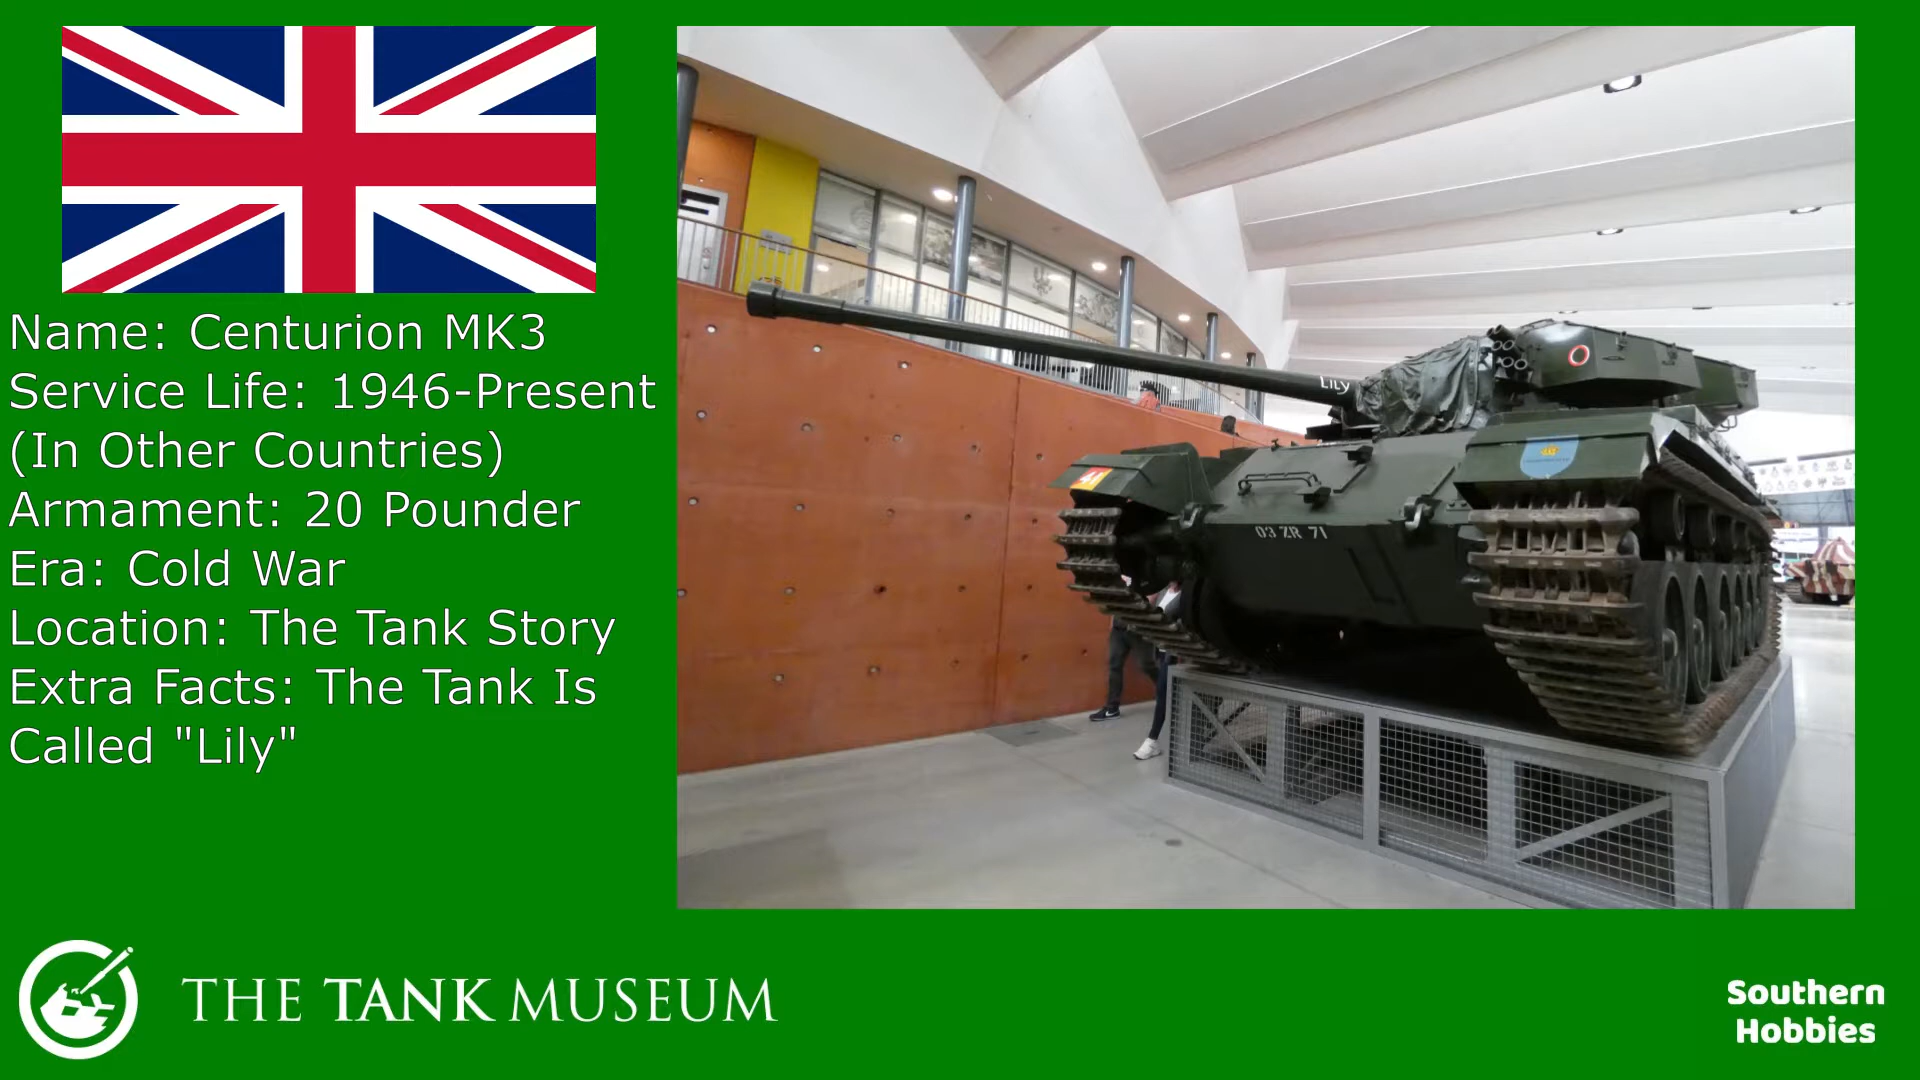 Name: Centurion MK3
Service Life: 1946-Present
(In Other Countries)
Armament: 20 Pounder
Era: Cold War
Location: The Tank Story
Extra Facts: The Tank Is
Called "Lily"
Lily
41
03 ZR 71
THE TANK MUSEUM
Southern
Hobbies